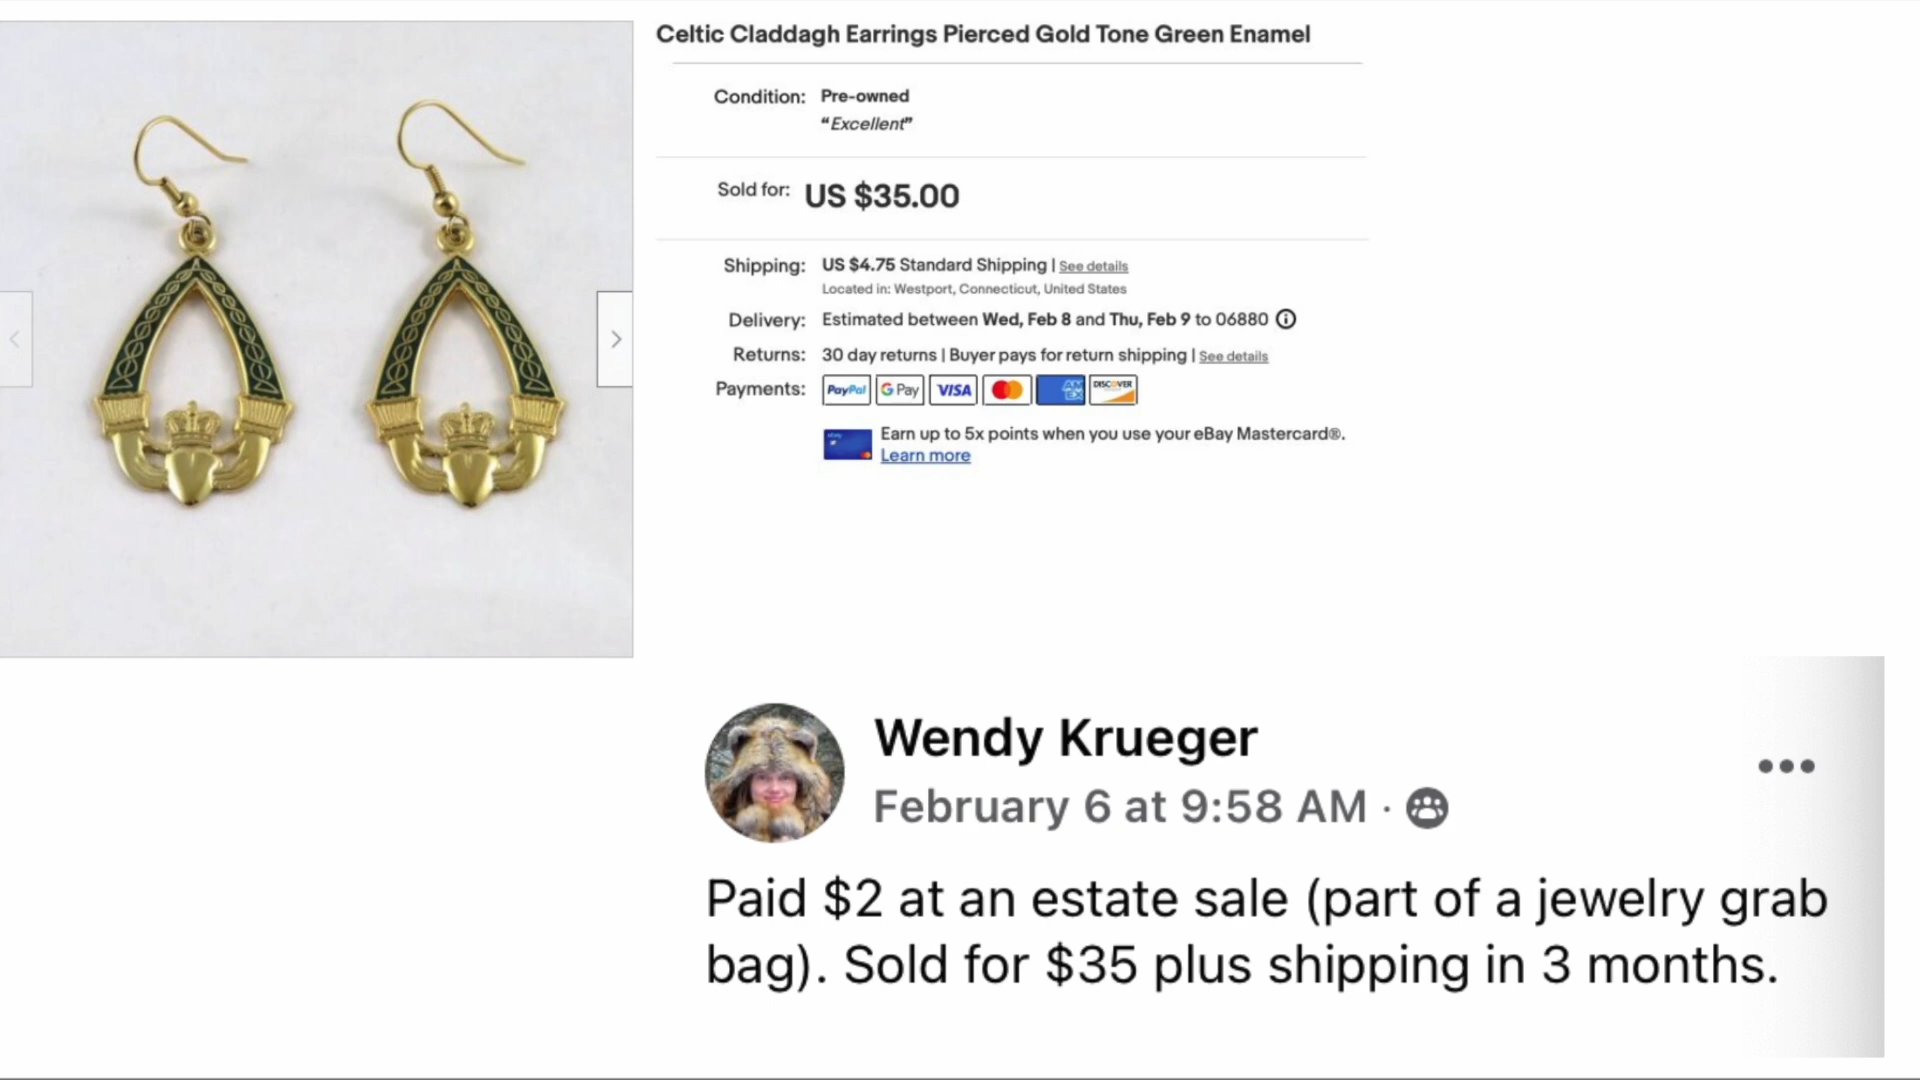 Celtic Claddagh Earrings Pierced Gold Tone Green Enamel
Condition: Pre-owned
“Excellent”
Sold for: US $35.00
Shipping: US $4.75 Standard Shipping | See details
Located in: Westport, Connecticut, United States
Delivery: Estimated between Wed, Feb 8 and Thu, Feb 9 to 06880
Returns: 30 day returns | Buyer pays for return shipping | See details
Payments: PayPal G Pay VISA AM EX DISCOVER
ebay
Earn up to 5x points when you use your eBay Mastercard®.
Learn more
Wendy Krueger
February 6 at 9:58 AM ·
Paid $2 at an estate sale (part of a jewelry grab
bag). Sold for $35 plus shipping in 3 months.